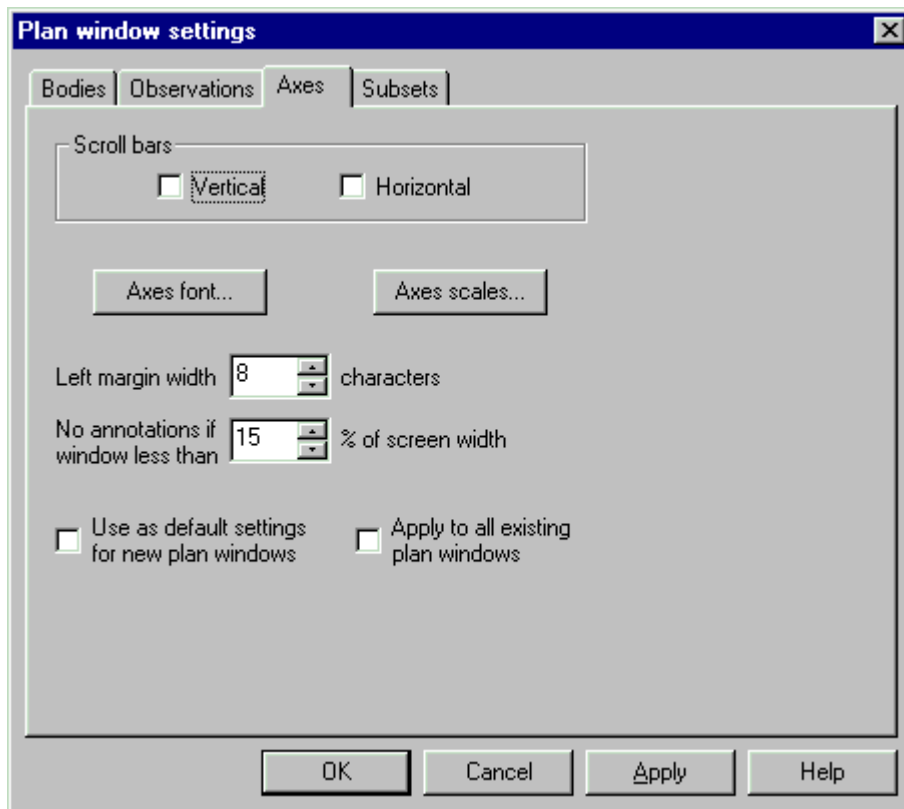 Plan window settings
Bodies Observations Axes Subsets
Scroll bars
Vertical Horizontal
Axes font... Axes scales...
Left margin width 8 characters
No annotations if
window less than 15 % of screen width
Use as default settings
for new plan windows
Apply to all existing
plan windows
OK Cancel Apply Help